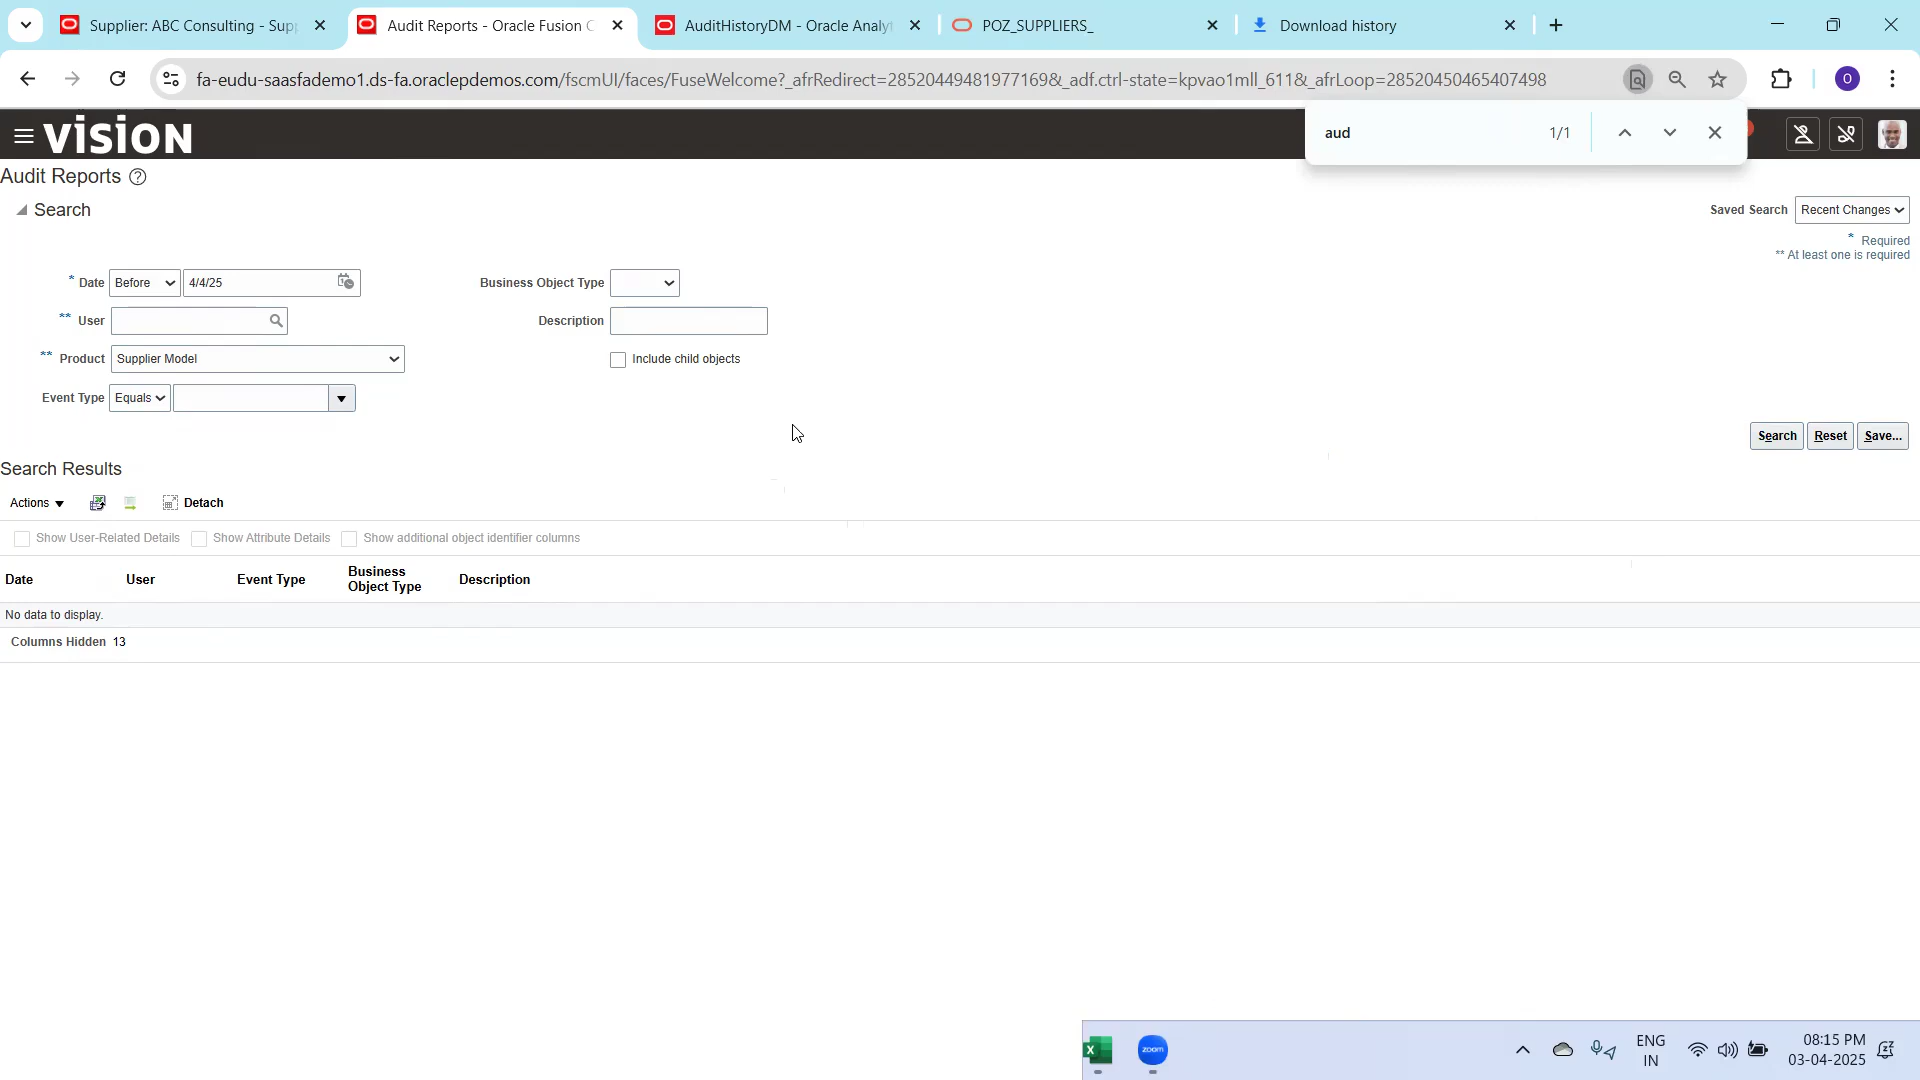 Supplier: ABC Consulting - Sup
Audit Reports - Oracle Fusion C
AuditHistoryDM - Oracle Analyt
POZ_SUPPLIERS_
Download history
fa-eudu-saasfademo1.ds-fa.oraclepdemos.com/fscmUI/faces/FuseWelcome?_afrRedirect=28520449481977169&_adf.ctrl-state=kpvao1mll_611&_afrLoop=28520450465407498
O
aud 1/1
VISION
Audit Reports
Search
Saved Search Recent Changes
* Required
** At least one is required
* Date Before 4/4/25
Business Object Type
** User
Description
** Product Supplier Model
Include child objects
Event Type Equals
Search Reset Save...
Search Results
Actions Detach
Show User-Related Details Show Attribute Details Show additional object identifier columns
Date User Event Type Business Object Type Description
No data to display.
Columns Hidden 13
zoom
ENG
IN
08:15 PM
03-04-2025